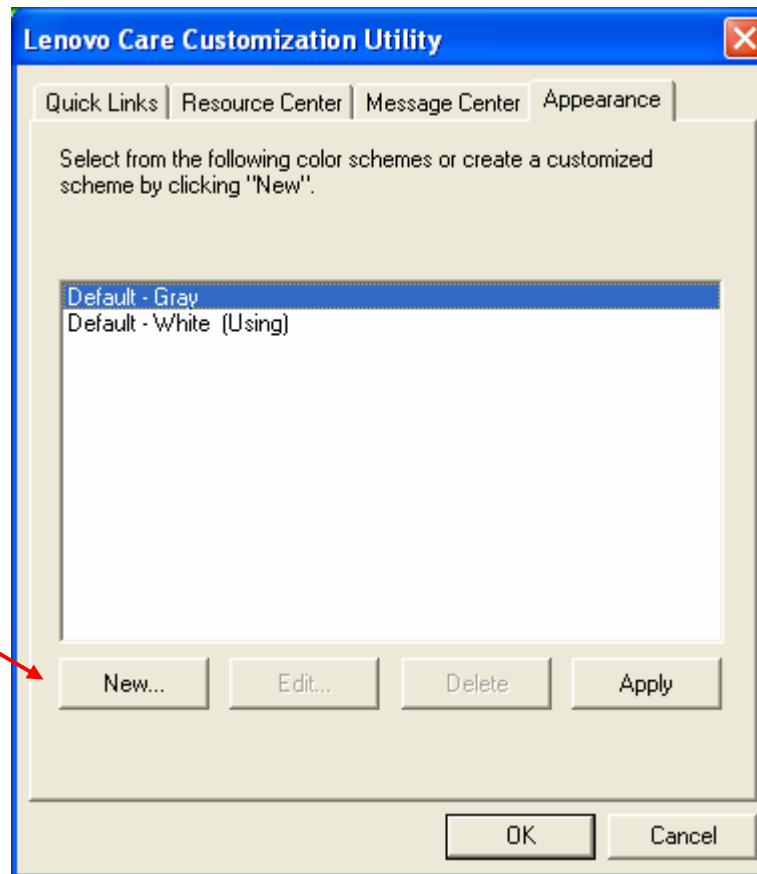 Lenovo Care Customization Utility
Quick Links Resource Center Message Center Appearance
Select from the following color schemes or create a customized
scheme by clicking "New".
Default - Gray
Default - White (Using)
New... Edit... Delete Apply
OK Cancel